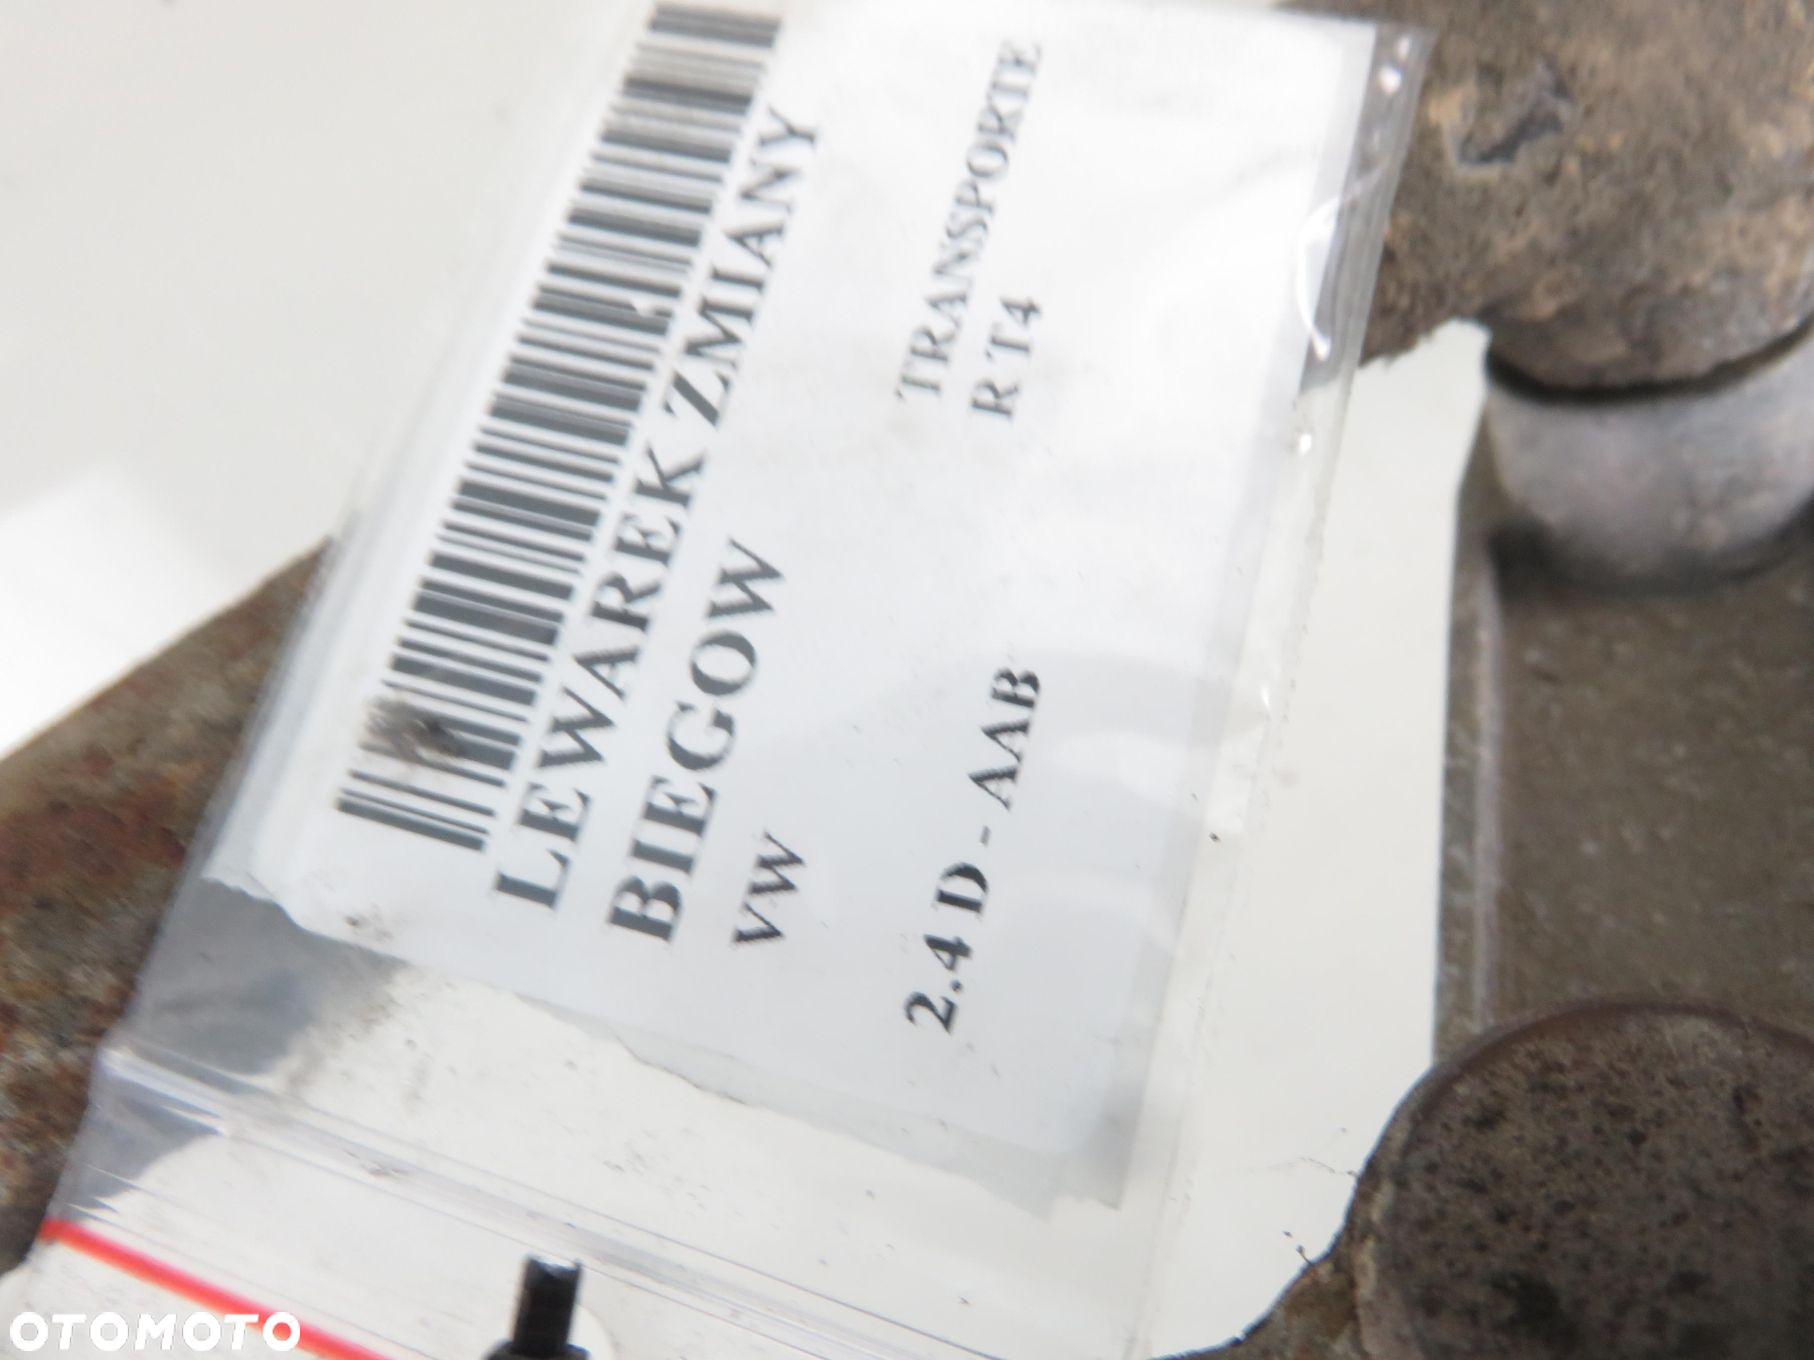 LEWAREK ZMIANY
BIEGOW
VW
TRANSPORTE
R T4
2.4 D - AAB
OTOMOTO